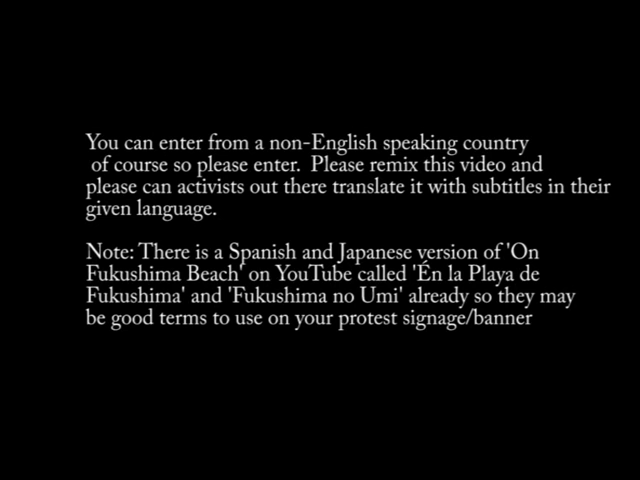 You can enter from a non-English speaking country
of course so please enter. Please remix this video and
please can activists out there translate it with subtitles in their
given language.
Note: There is a Spanish and Japanese version of 'On
Fukushima Beach' on YouTube called 'Én la Playa de
Fukushima' and 'Fukushima no Umi' already so they may
be good terms to use on your protest signage/banner